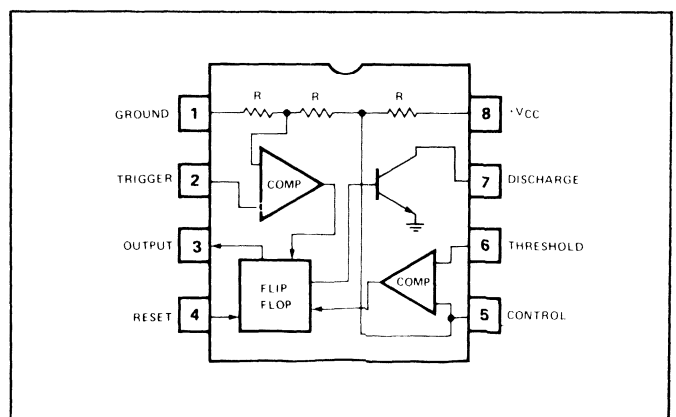 R R R
GROUND 1
8 ·VCC
TRIGGER 2
COMP
7 DISCHARGE
OUTPUT 3
6 THRESHOLD
FLIP
FLOP
COMP
RESET 4
5 CONTROL